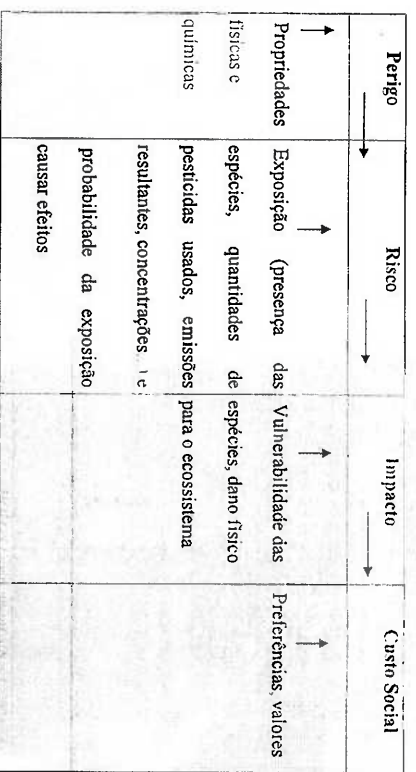 Perigo Risco Impacto Custo Social
Propriedades Exposição (presença das Vulnerabilidade das Preferências, valores
físicas e espécies, quantidades de espécies, dano físico
químicas pesticidas usados, emissões para o ecossistema
resultantes, concentrações e
probabilidade da exposição
causar efeitos